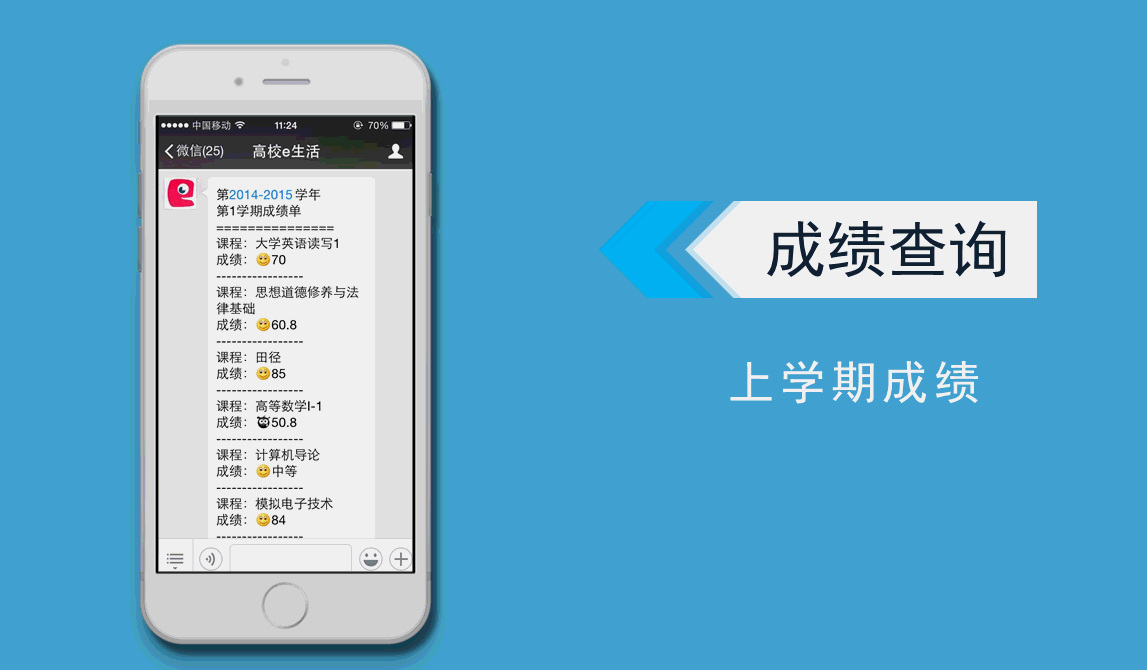 中国移动 11:24 70%
微信(25) 高校e生活
第2014-2015 学年
第1学期成绩单
===============
课程：大学英语读写1
成绩：😊70
-----------------
课程：思想道德修养与法
律基础
成绩：😊60.8
-----------------
课程：田径
成绩：😊85
-----------------
课程：高等数学I-1
成绩：50.8
-----------------
课程：计算机导论
成绩：😊中等
-----------------
课程：模拟电子技术
成绩：😊84
-----------------
成绩查询
上学期成绩